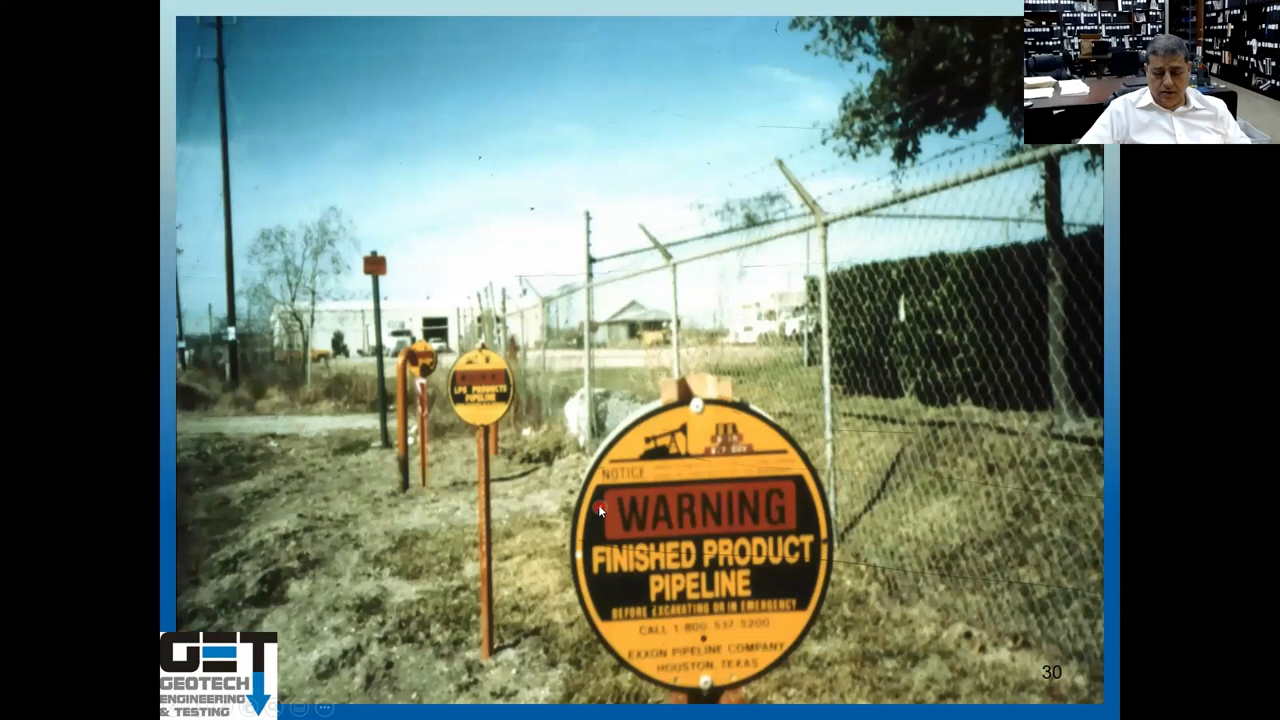 NOTICE
WARNING
FINISHED PRODUCT
PIPELINE
BEFORE EXCAVATING OR IN EMERGENCY
CALL 1-800-537-5200
EXXON PIPELINE COMPANY
HOUSTON, TEXAS
LPG PRODUCTS
PIPELINE
30
GET
GEOTECH
ENGINEERING
& TESTING